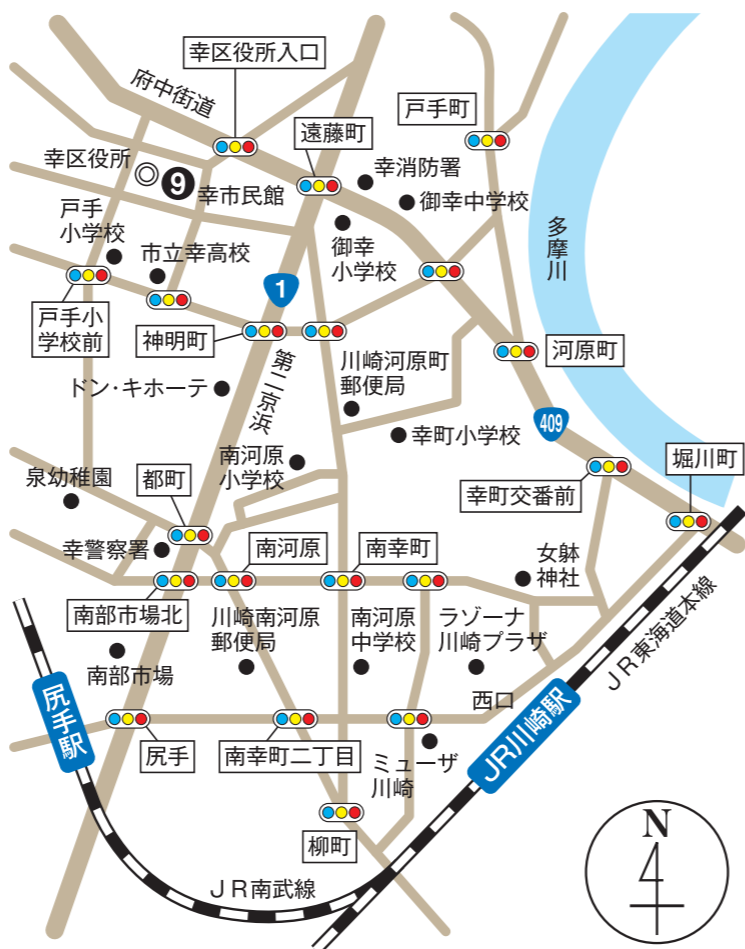 幸区役所入口
府中街道
戸手町
遠藤町
幸消防署
幸区役所
9
幸市民館
御幸中学校
戸手
小学校
市立幸高校
御幸
小学校
多摩川
戸手小
学校前
1
神明町
川崎河原町
郵便局
河原町
第二京浜
ドン・キホーテ
409
幸町小学校
南河原
小学校
泉幼稚園
都町
幸町交番前
堀川町
幸警察署
南河原
南幸町
女躰
神社
南部市場北
川崎南河原
郵便局
南河原
中学校
ラゾーナ
川崎プラザ
JR東海道本線
南部市場
西口
尻手駅
尻手
南幸町二丁目
ミューザ
川崎
JR川崎駅
柳町
JR南武線
N